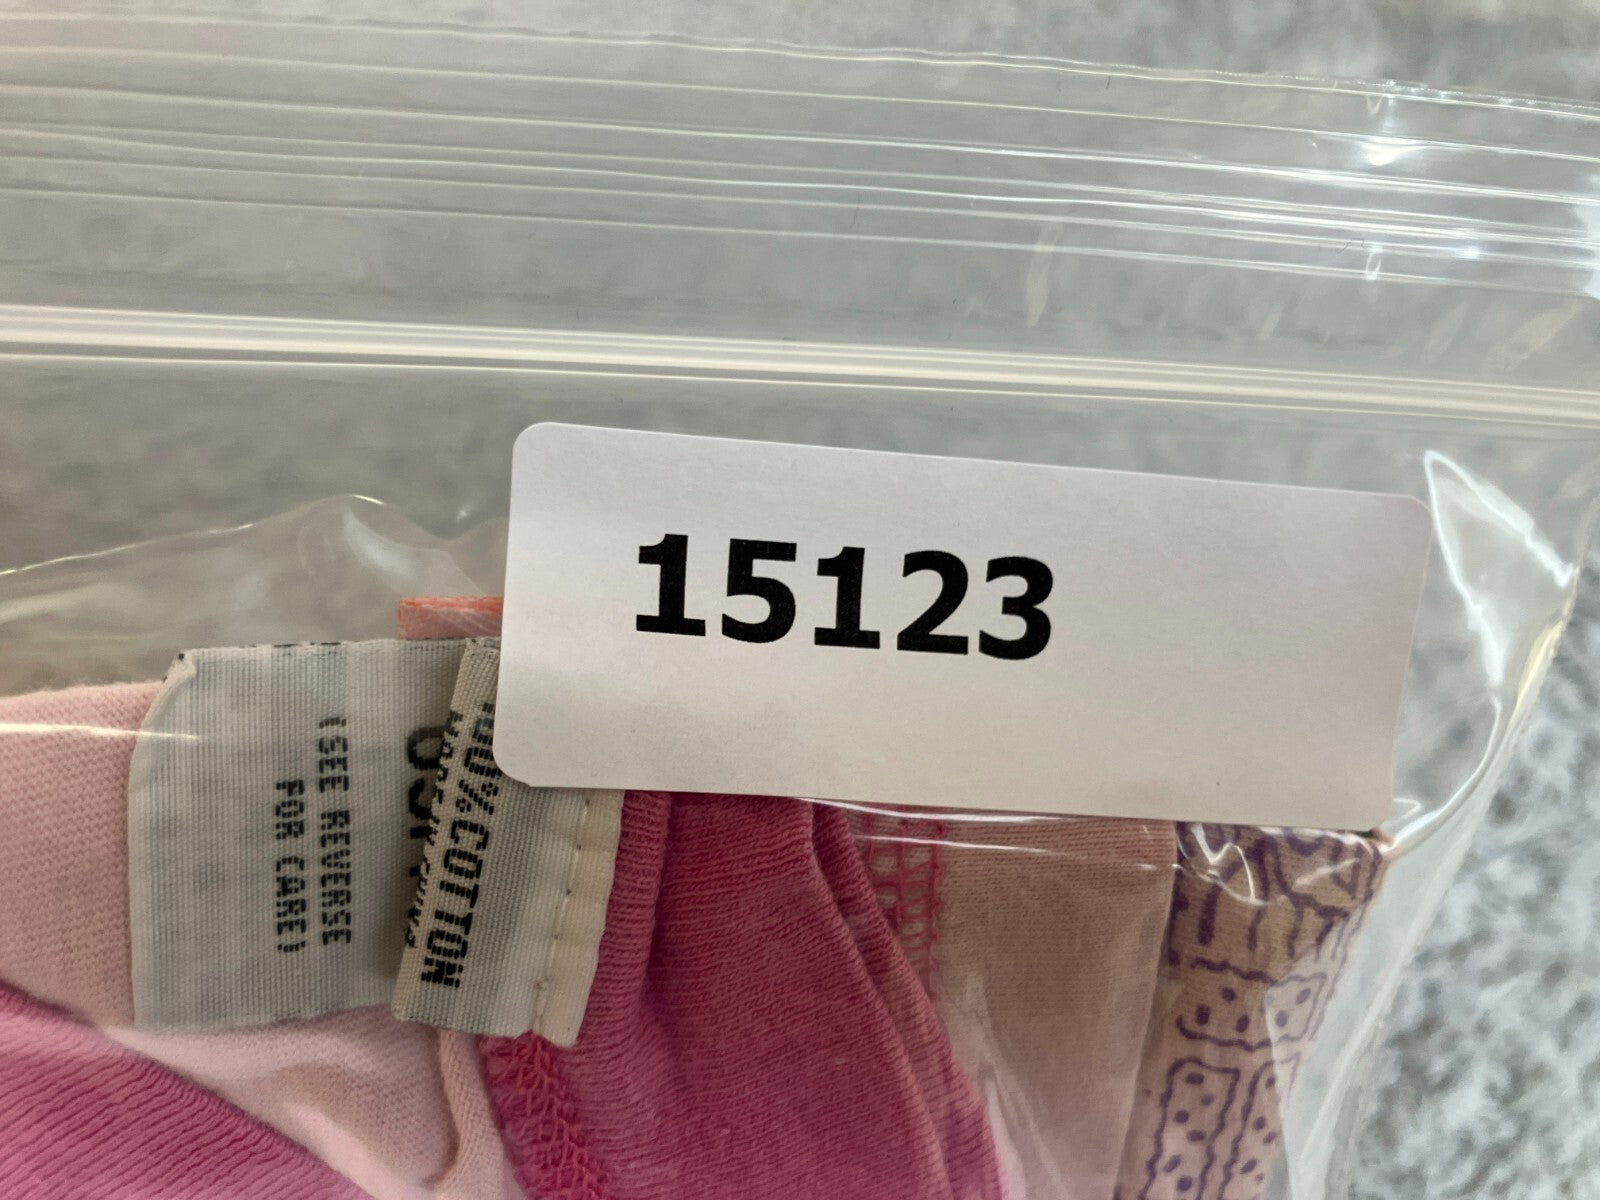 15123
(SEE REVERSE
FOR CARE)
100% COTTON